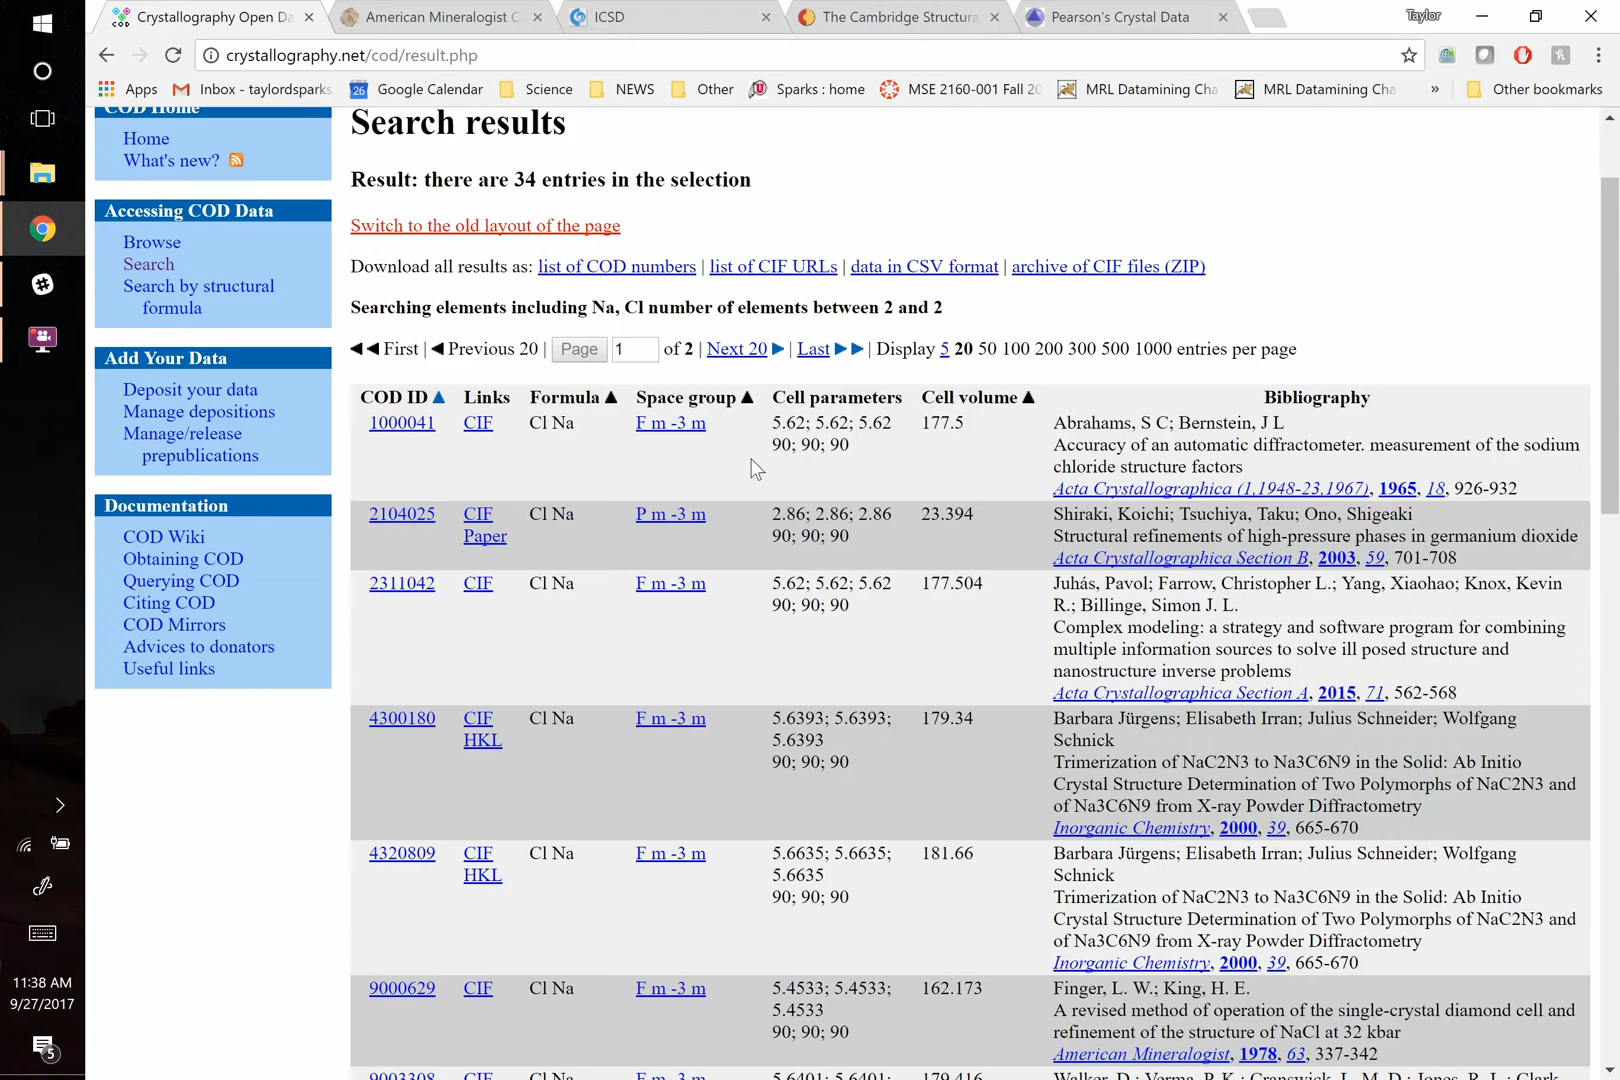 Crystallography Open Da
American Mineralogist C
ICSD
The Cambridge Structura
Pearson's Crystal Data
Taylor
crystallography.net/cod/result.php
Apps
Inbox - taylordsparks
26
Google Calendar
Science
NEWS
Other
Sparks : home
MSE 2160-001 Fall 20
MRL Datamining Cha
MRL Datamining Cha
»
Other bookmarks
COD Home
Home
What's new?
Accessing COD Data
Browse
Search
Search by structural
formula
Add Your Data
Deposit your data
Manage depositions
Manage/release
prepublications
Documentation
COD Wiki
Obtaining COD
Querying COD
Citing COD
COD Mirrors
Advices to donators
Useful links
Search results
Result: there are 34 entries in the selection
Switch to the old layout of the page
Download all results as: list of COD numbers | list of CIF URLs | data in CSV format | archive of CIF files (ZIP)
Searching elements including Na, Cl number of elements between 2 and 2
◀◀ First | ◀ Previous 20 | Page 1 of 2 | Next 20 ▶ | Last ▶▶ | Display 5 20 50 100 200 300 500 1000 entries per page
COD ID ▲ Links Formula ▲ Space group ▲ Cell parameters Cell volume ▲ Bibliography
1000041 CIF Cl Na F m -3 m 5.62; 5.62; 5.62 177.5 Abrahams, S C; Bernstein, J L
90; 90; 90 Accuracy of an automatic diffractometer. measurement of the sodium
chloride structure factors
Acta Crystallographica (1,1948-23,1967), 1965, 18, 926-932
2104025 CIF Cl Na P m -3 m 2.86; 2.86; 2.86 23.394 Shiraki, Koichi; Tsuchiya, Taku; Ono, Shigeaki
Paper 90; 90; 90 Structural refinements of high-pressure phases in germanium dioxide
Acta Crystallographica Section B, 2003, 59, 701-708
2311042 CIF Cl Na F m -3 m 5.62; 5.62; 5.62 177.504 Juhás, Pavol; Farrow, Christopher L.; Yang, Xiaohao; Knox, Kevin
90; 90; 90 R.; Billinge, Simon J. L.
Complex modeling: a strategy and software program for combining
multiple information sources to solve ill posed structure and
nanostructure inverse problems
Acta Crystallographica Section A, 2015, 71, 562-568
4300180 CIF Cl Na F m -3 m 5.6393; 5.6393; 179.34 Barbara Jürgens; Elisabeth Irran; Julius Schneider; Wolfgang
HKL 5.6393 Schnick
90; 90; 90 Trimerization of NaC2N3 to Na3C6N9 in the Solid: Ab Initio
Crystal Structure Determination of Two Polymorphs of NaC2N3 and
of Na3C6N9 from X-ray Powder Diffractometry
Inorganic Chemistry, 2000, 39, 665-670
4320809 CIF Cl Na F m -3 m 5.6635; 5.6635; 181.66 Barbara Jürgens; Elisabeth Irran; Julius Schneider; Wolfgang
HKL 5.6635 Schnick
90; 90; 90 Trimerization of NaC2N3 to Na3C6N9 in the Solid: Ab Initio
Crystal Structure Determination of Two Polymorphs of NaC2N3 and
of Na3C6N9 from X-ray Powder Diffractometry
Inorganic Chemistry, 2000, 39, 665-670
9000629 CIF Cl Na F m -3 m 5.4533; 5.4533; 162.173 Finger, L. W.; King, H. E.
5.4533 A revised method of operation of the single-crystal diamond cell and
90; 90; 90 refinement of the structure of NaCl at 32 kbar
American Mineralogist, 1978, 63, 337-342
9003308 CIF Cl Na F m -3 m 5.6401; 5.6401; 179.416 Walker, D.; Verma, P. K.; Cranswick, L. M. D.; Jones, R. L.; Clark,
11:38 AM
9/27/2017
5